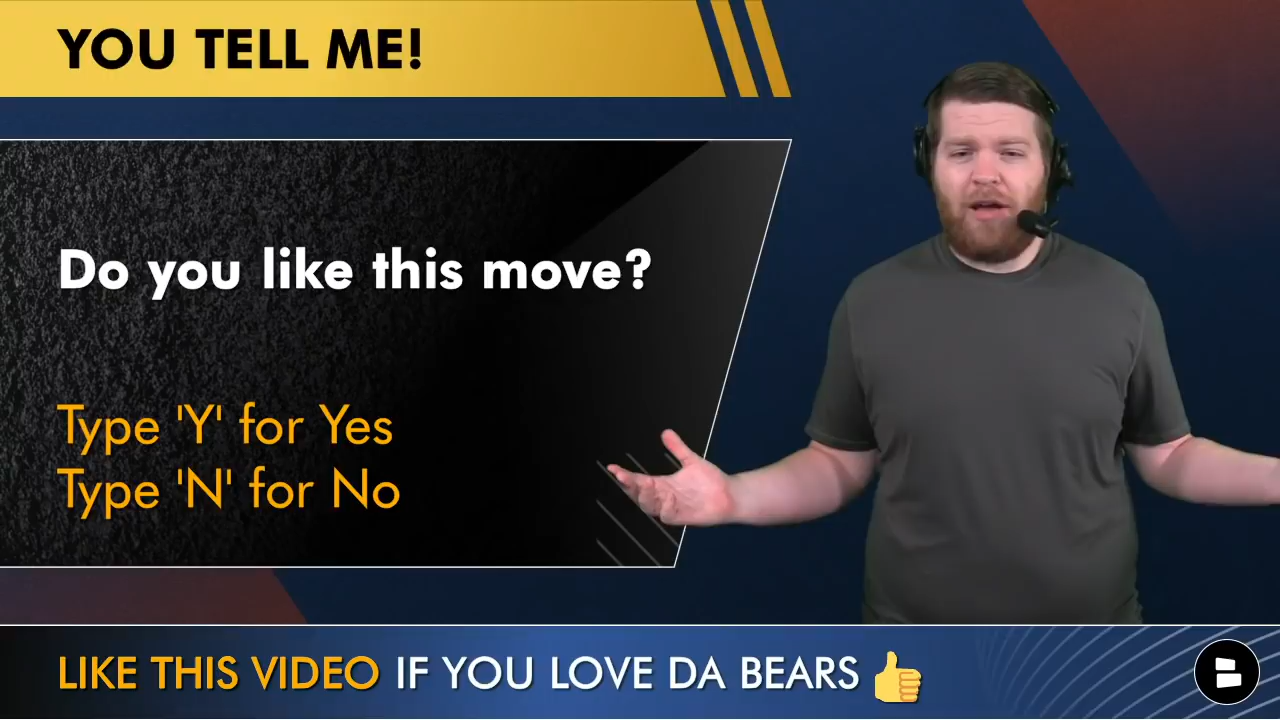 YOU TELL ME!
Do you like this move?
Type 'Y' for Yes
Type 'N' for No
LIKE THIS VIDEO IF YOU LOVE DA BEARS